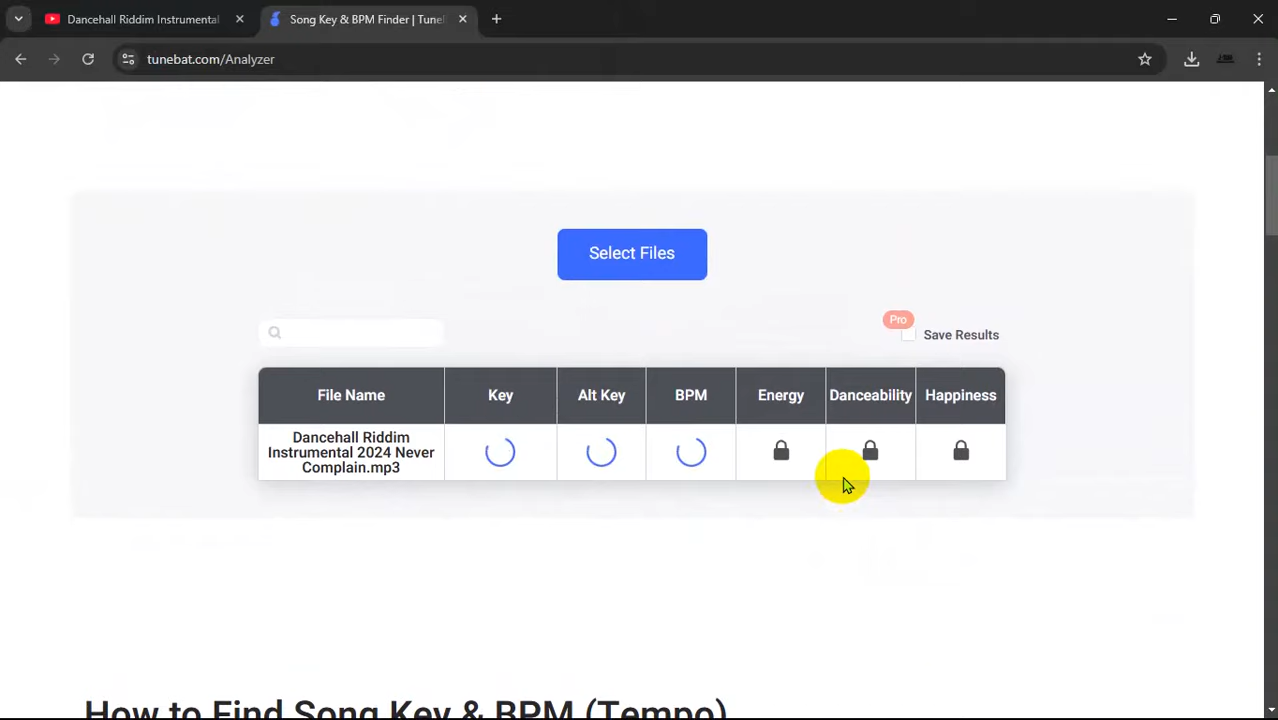 Dancehall Riddim Instrumental
Song Key & BPM Finder | Tune
tunebat.com/Analyzer
Select Files
Pro
Save Results
File Name Key Alt Key BPM Energy Danceability Happiness
Dancehall Riddim
Instrumental 2024 Never
Complain.mp3
How to Find Song Key & BPM (Tempo)